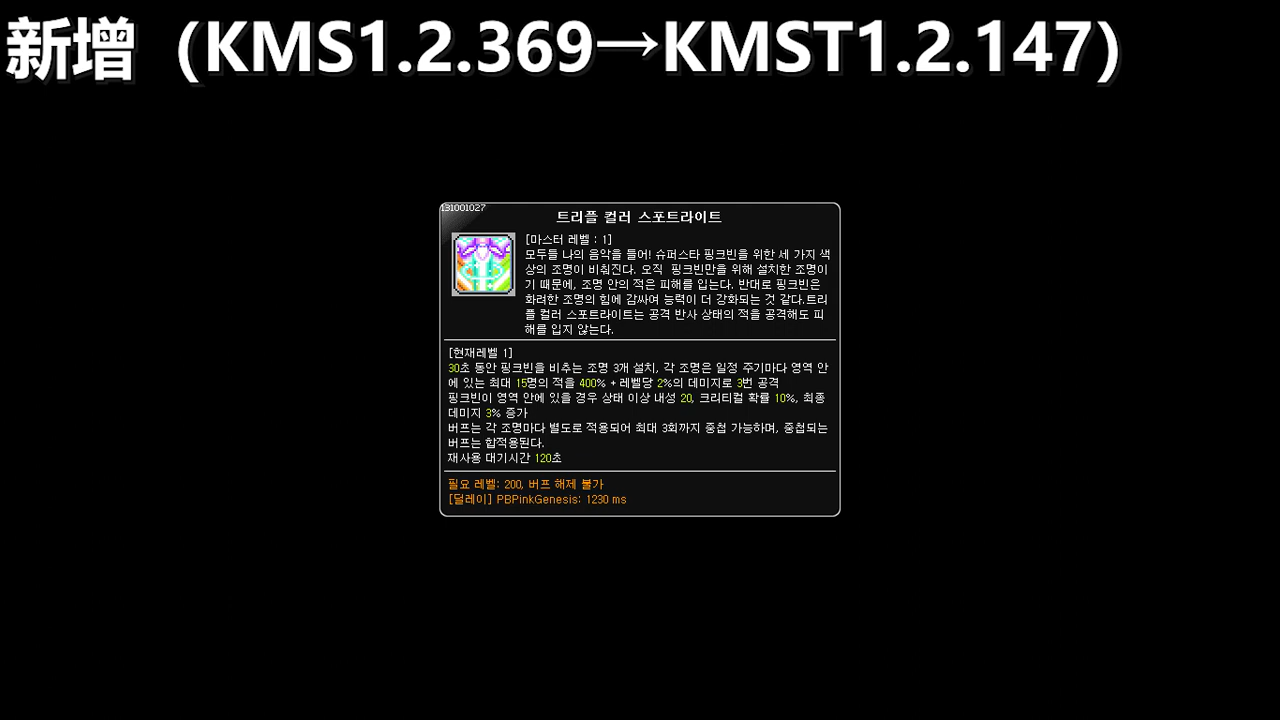 新增（KMS1.2.369→KMST1.2.147）
131001027
트리플 컬러 스포트라이트
[마스터 레벨 : 1]
모두들 나의 음악을 들어! 슈퍼스타 핑크빈을 위한 세 가지 색
상의 조명이 비춰진다. 오직 핑크빈만을 위해 설치한 조명이
기 때문에, 조명 안의 적은 피해를 입는다. 반대로 핑크빈은
화려한 조명의 힘에 감싸여 능력이 더 강화되는 것 같다.트리
플 컬러 스포트라이트는 공격 반사 상태의 적을 공격해도 피
해를 입지 않는다.
[현재레벨 1]
30초 동안 핑크빈을 비추는 조명 3개 설치, 각 조명은 일정 주기마다 영역 안
에 있는 최대 15명의 적을 400% + 레벨당 2%의 데미지로 3번 공격
핑크빈이 영역 안에 있을 경우 상태 이상 내성 20, 크리티컬 확률 10%, 최종
데미지 3% 증가
버프는 각 조명마다 별도로 적용되어 최대 3회까지 중첩 가능하며, 중첩되는
버프는 합적용된다.
재사용 대기시간 120초
필요 레벨: 200, 버프 해제 불가
[딜레이] PBPinkGenesis: 1230 ms